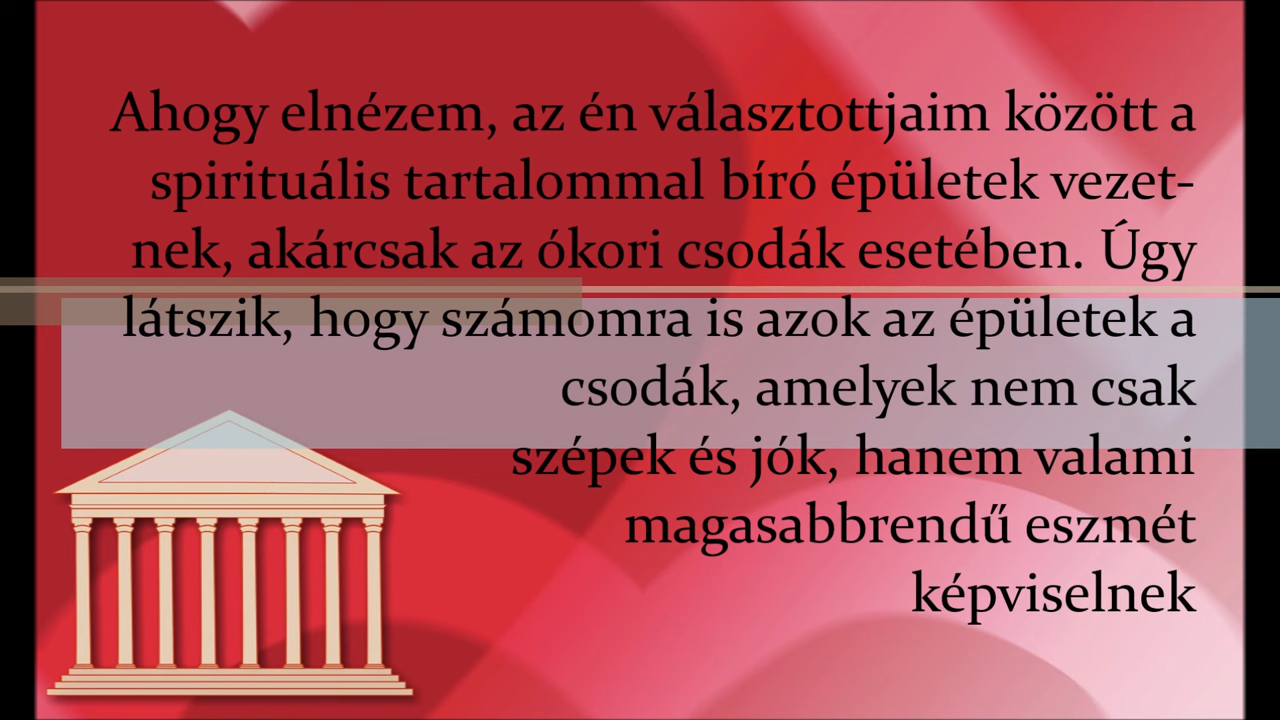 Ahogy elnézem, az én választottjaim között a
spirituális tartalommal bíró épületek vezet-
nek, akárcsak az ókori csodák esetében. Úgy
látszik, hogy számomra is azok az épületek a
csodák, amelyek nem csak
szépek és jók, hanem valami
magasabbrendű eszmét
képviselnek